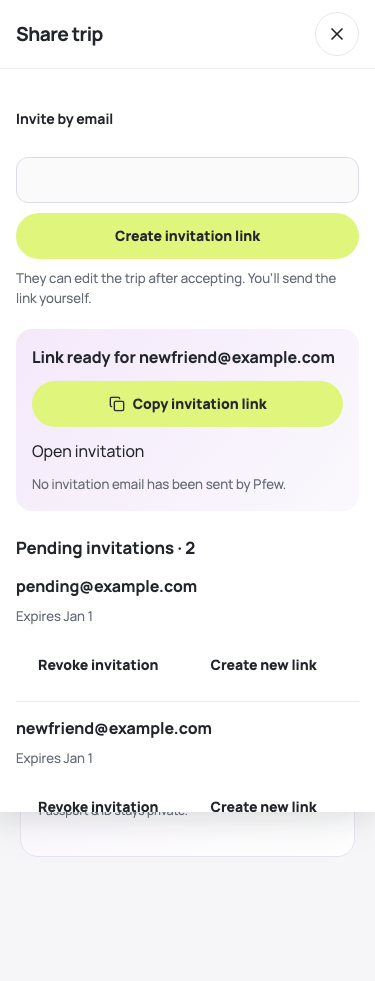 Share trip
Invite by email
Create invitation link
They can edit the trip after accepting. You'll send the
link yourself.
Link ready for newfriend@example.com
Copy invitation link
Open invitation
No invitation email has been sent by Pfew.
Pending invitations · 2
pending@example.com
Expires Jan 1
Revoke invitation Create new link
newfriend@example.com
Expires Jan 1
Revoke invitation Create new link
stays private.